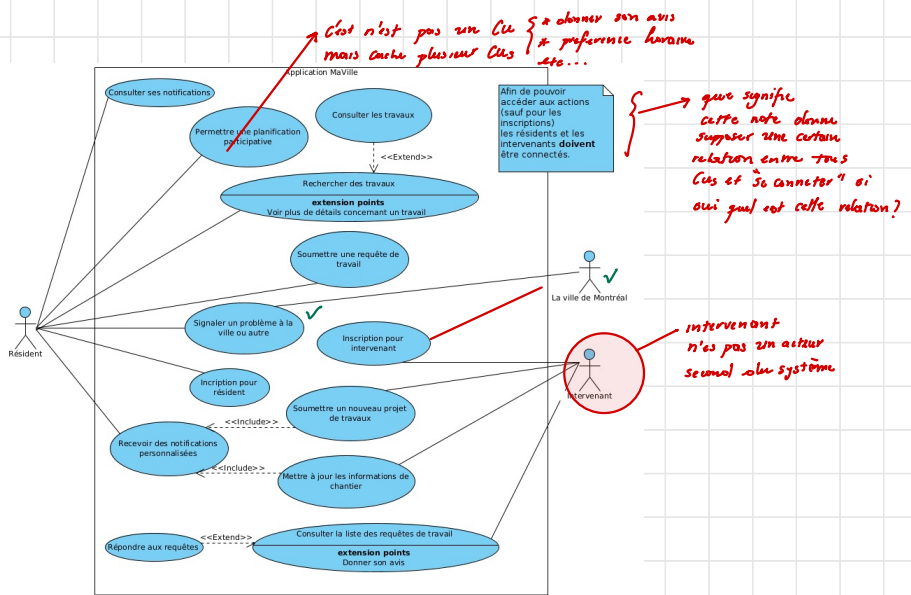 C'est n'est pas un Cu
mais cache plusieur Cus
* donner son avis
* preference horaire
etc...
Application MaVille
Consulter ses notifications
Permettre une planification
participative
Consulter les travaux
<<Extend>>
Rechercher des travaux
extension points
Voir plus de détails concernant un travail
Afin de pouvoir
accéder aux actions
(sauf pour les
inscriptions)
les résidents et les
intervenants doivent
être connectés.
que signifie
cette note donne
supposer une certain
relation entre tous
Cus et "se connecter" si
oui quel est cette relation?
Soumettre une requête de
travail
La ville de Montréal
Résident
Signaler un problème à la
ville ou autre
Inscription pour
intervenant
Intervenant
intervenant
n'es pas un acteur
second du système
Incription pour
résident
Soumettre un nouveau projet
de travaux
<<Include>>
Recevoir des notifications
personnalisées
<<Include>>
Mettre à jour les informations de
chantier
Répondre aux requêtes
<<Extend>>
Consulter la liste des requêtes de travail
extension points
Donner son avis